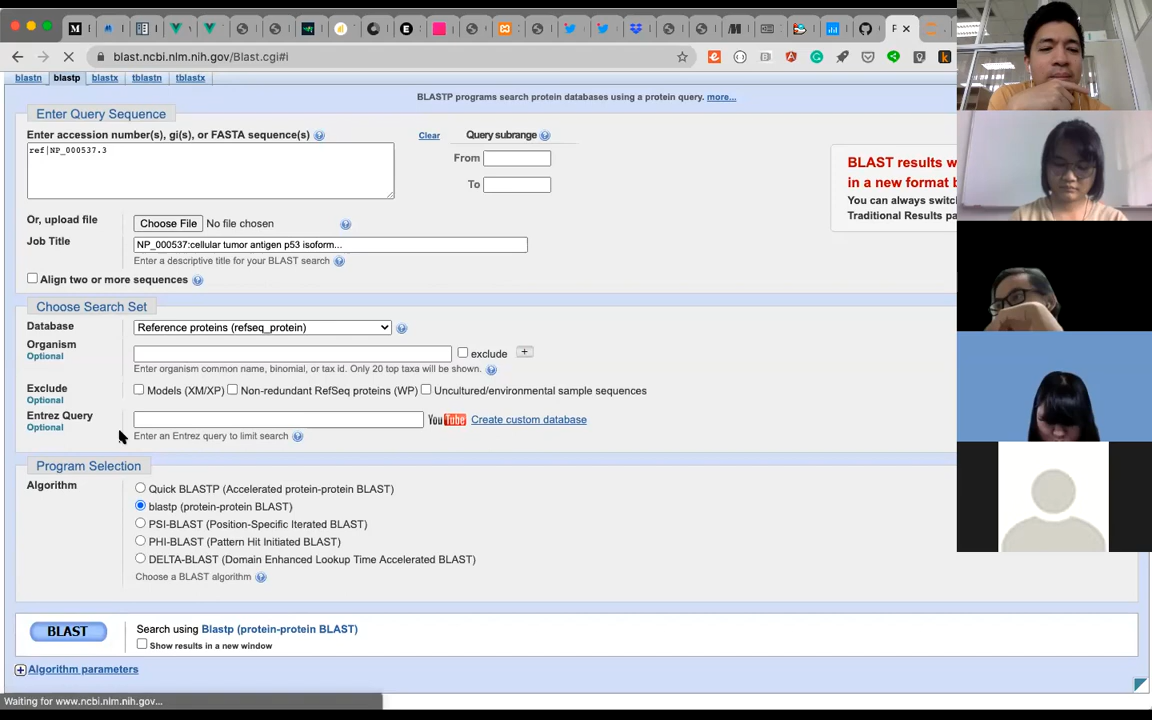 blast.ncbi.nlm.nih.gov/Blast.cgi#i
blastn blastp blastx tblastn tblastx
BLASTP programs search protein databases using a protein query. more...
Enter Query Sequence
Enter accession number(s), gi(s), or FASTA sequence(s) Clear Query subrange
ref|NP_000537.3
From
To
BLAST results w
in a new format b
You can always switc
Traditional Results pa
Or, upload file Choose File No file chosen
Job Title NP_000537:cellular tumor antigen p53 isoform...
Enter a descriptive title for your BLAST search
Align two or more sequences
Choose Search Set
Database Reference proteins (refseq_protein)
Organism
Optional
exclude
Enter organism common name, binomial, or tax id. Only 20 top taxa will be shown.
Exclude
Optional
Models (XM/XP) Non-redundant RefSeq proteins (WP) Uncultured/environmental sample sequences
Entrez Query
Optional
YouTube Create custom database
Enter an Entrez query to limit search
Program Selection
Algorithm
Quick BLASTP (Accelerated protein-protein BLAST)
blastp (protein-protein BLAST)
PSI-BLAST (Position-Specific Iterated BLAST)
PHI-BLAST (Pattern Hit Initiated BLAST)
DELTA-BLAST (Domain Enhanced Lookup Time Accelerated BLAST)
Choose a BLAST algorithm
BLAST
Search using Blastp (protein-protein BLAST)
Show results in a new window
Algorithm parameters
Waiting for www.ncbi.nlm.nih.gov...